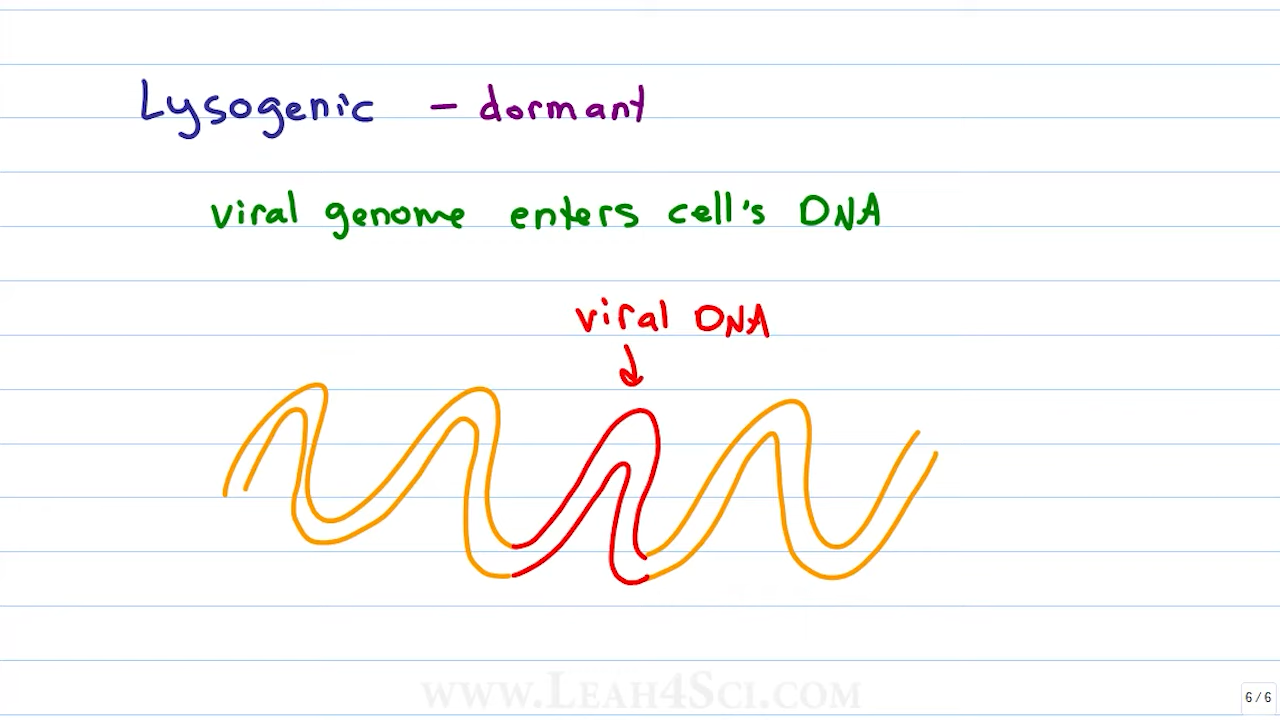 Lysogenic - dormant
viral genome enters cell's DNA
viral DNA
www.Leah4Sci.com
6/6